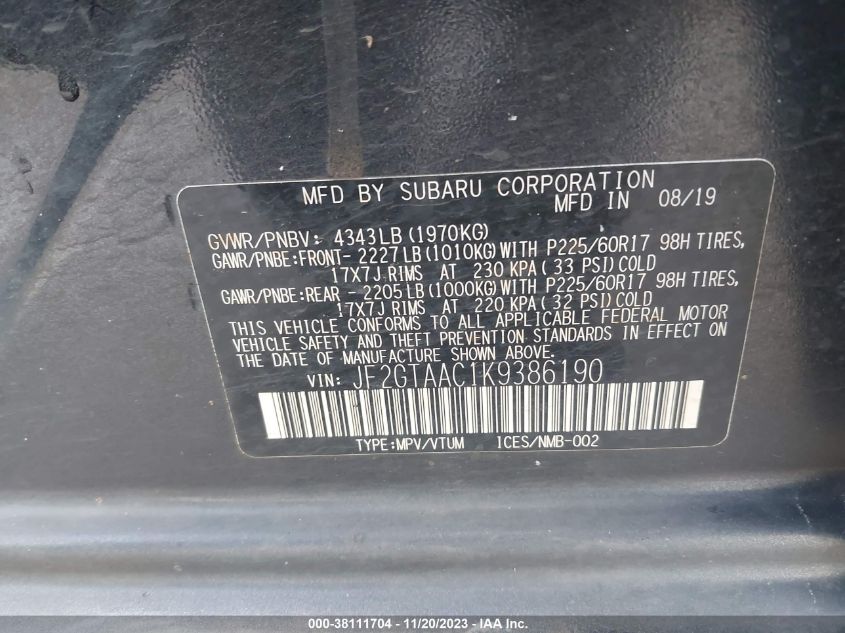 MFD BY SUBARU CORPORATION
MFD IN 08/19
GVWR/PNBV: 4343LB (1970KG)
GAWR/PNBE:FRONT- 2227LB (1010KG) WITH P225/60R17 98H TIRES,
17X7J RIMS AT 230 KPA( 33 PSI) COLD
GAWR/PNBE:REAR - 2205LB (1000KG) WITH P225/60R17 98H TIRES,
17X7J RIMS AT 220 KPA( 32 PSI) COLD
THIS VEHICLE CONFORMS TO ALL APPLICABLE FEDERAL MOTOR
VEHICLE SAFETY AND THEFT PREVENTION STANDARDS IN EFFECT ON
THE DATE OF MANUFACTURE SHOWN ABOVE.
VIN: JF2GTAAC1K9386190
TYPE:MPV/VTUM ICES/NMB-002
000-38111704 - 11/20/2023 - IAA Inc.